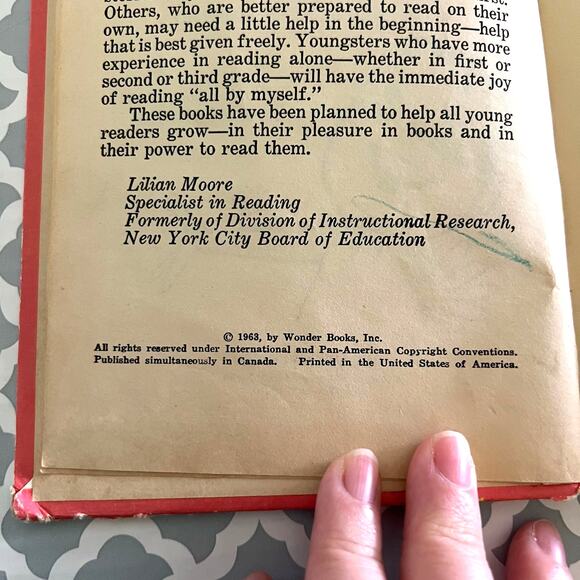 Others, who are better prepared to read on their
own, may need a little help in the beginning—help
that is best given freely. Youngsters who have more
experience in reading alone—whether in first or
second or third grade—will have the immediate joy
of reading “all by myself.”
These books have been planned to help all young
readers grow—in their pleasure in books and in
their power to read them.
Lilian Moore
Specialist in Reading
Formerly of Division of Instructional Research,
New York City Board of Education
© 1963, by Wonder Books, Inc.
All rights reserved under International and Pan-American Copyright Conventions.
Published simultaneously in Canada. Printed in the United States of America.